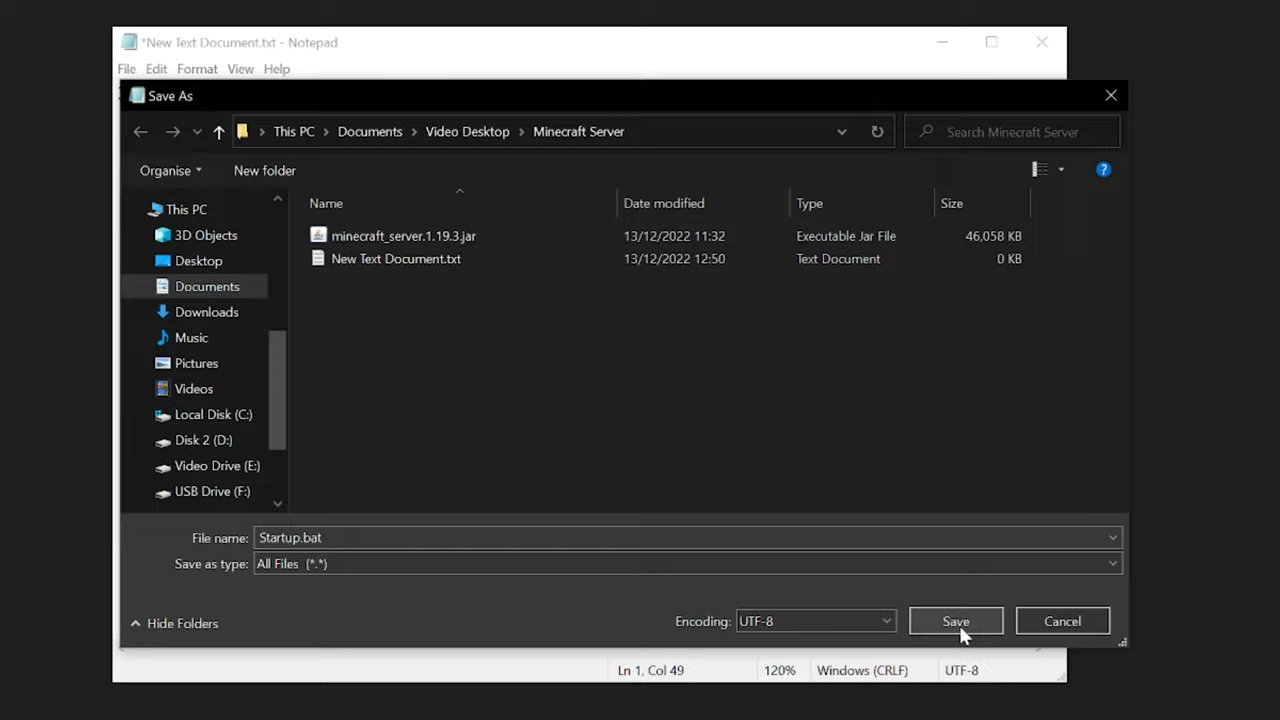 *New Text Document.txt - Notepad
File Edit Format View Help
Save As
This PC Documents Video Desktop Minecraft Server Search Minecraft Server
Organise New folder
Name Date modified Type Size
This PC
3D Objects
Desktop
Documents
Downloads
Music
Pictures
Videos
Local Disk (C:)
Disk 2 (D:)
Video Drive (E:)
USB Drive (F:)
minecraft_server.1.19.3.jar 13/12/2022 11:32 Executable Jar File 46,058 KB
New Text Document.txt 13/12/2022 12:50 Text Document 0 KB
File name: Startup.bat
Save as type: All Files (*.*)
Hide Folders Encoding: UTF-8 Save Cancel
Ln 1, Col 49 120% Windows (CRLF) UTF-8